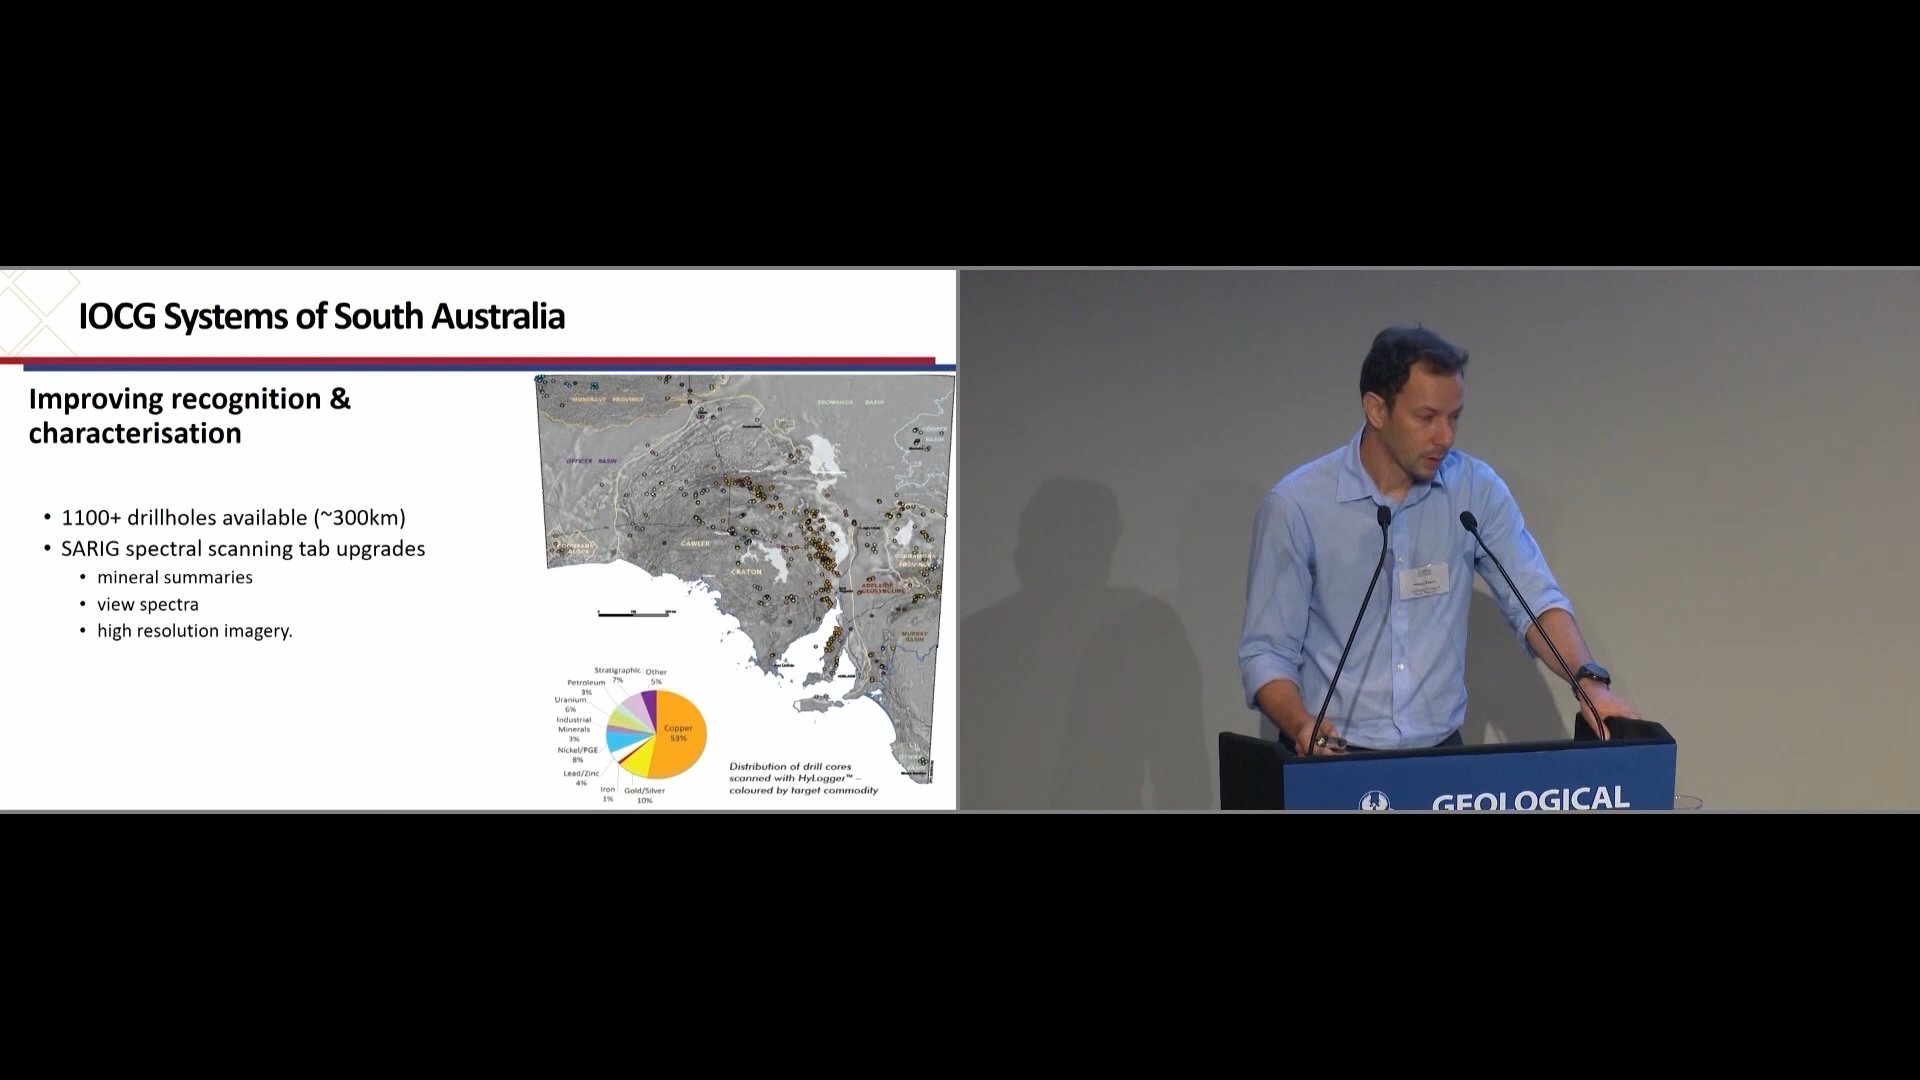 IOCG Systems of South Australia
Improving recognition &
characterisation
• 1100+ drillholes available (~300km)
• SARIG spectral scanning tab upgrades
• mineral summaries
• view spectra
• high resolution imagery.
MUSGRAVE PROVINCE
EROMANGA BASIN
COOPER
BASIN
OFFICER BASIN
GAWLER
CRATON
CURNAMONA
PROVINCE
ADELAIDE
GEOSYNCLINE
MURRAY
BASIN
Stratigraphic
7%
Other
5%
Petroleum
3%
Uranium
6%
Industrial
Minerals
3%
Nickel/PGE
8%
Lead/Zinc
4%
Iron
1%
Gold/Silver
10%
Copper
53%
Distribution of drill cores
scanned with HyLogger™ –
coloured by target commodity
GEOLOGICAL